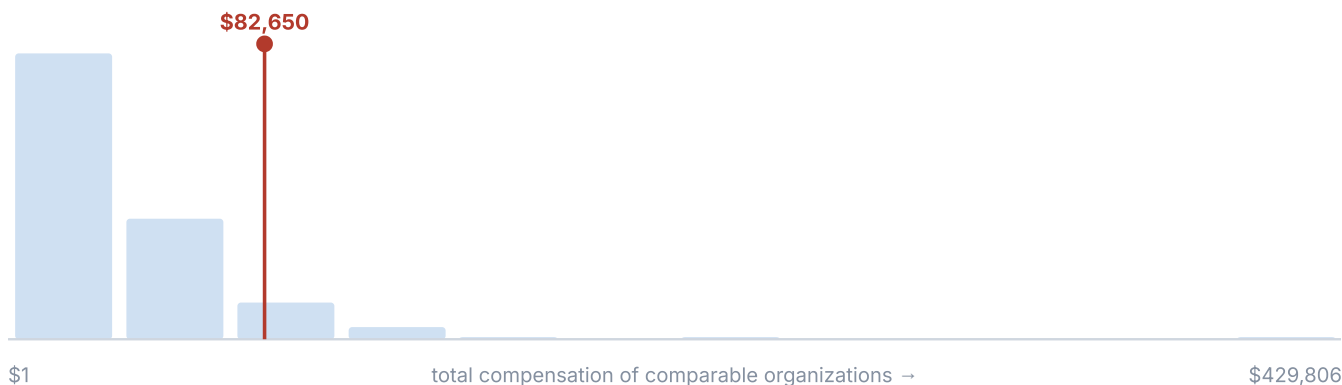 $82,650
$1 total compensation of comparable organizations → $429,806